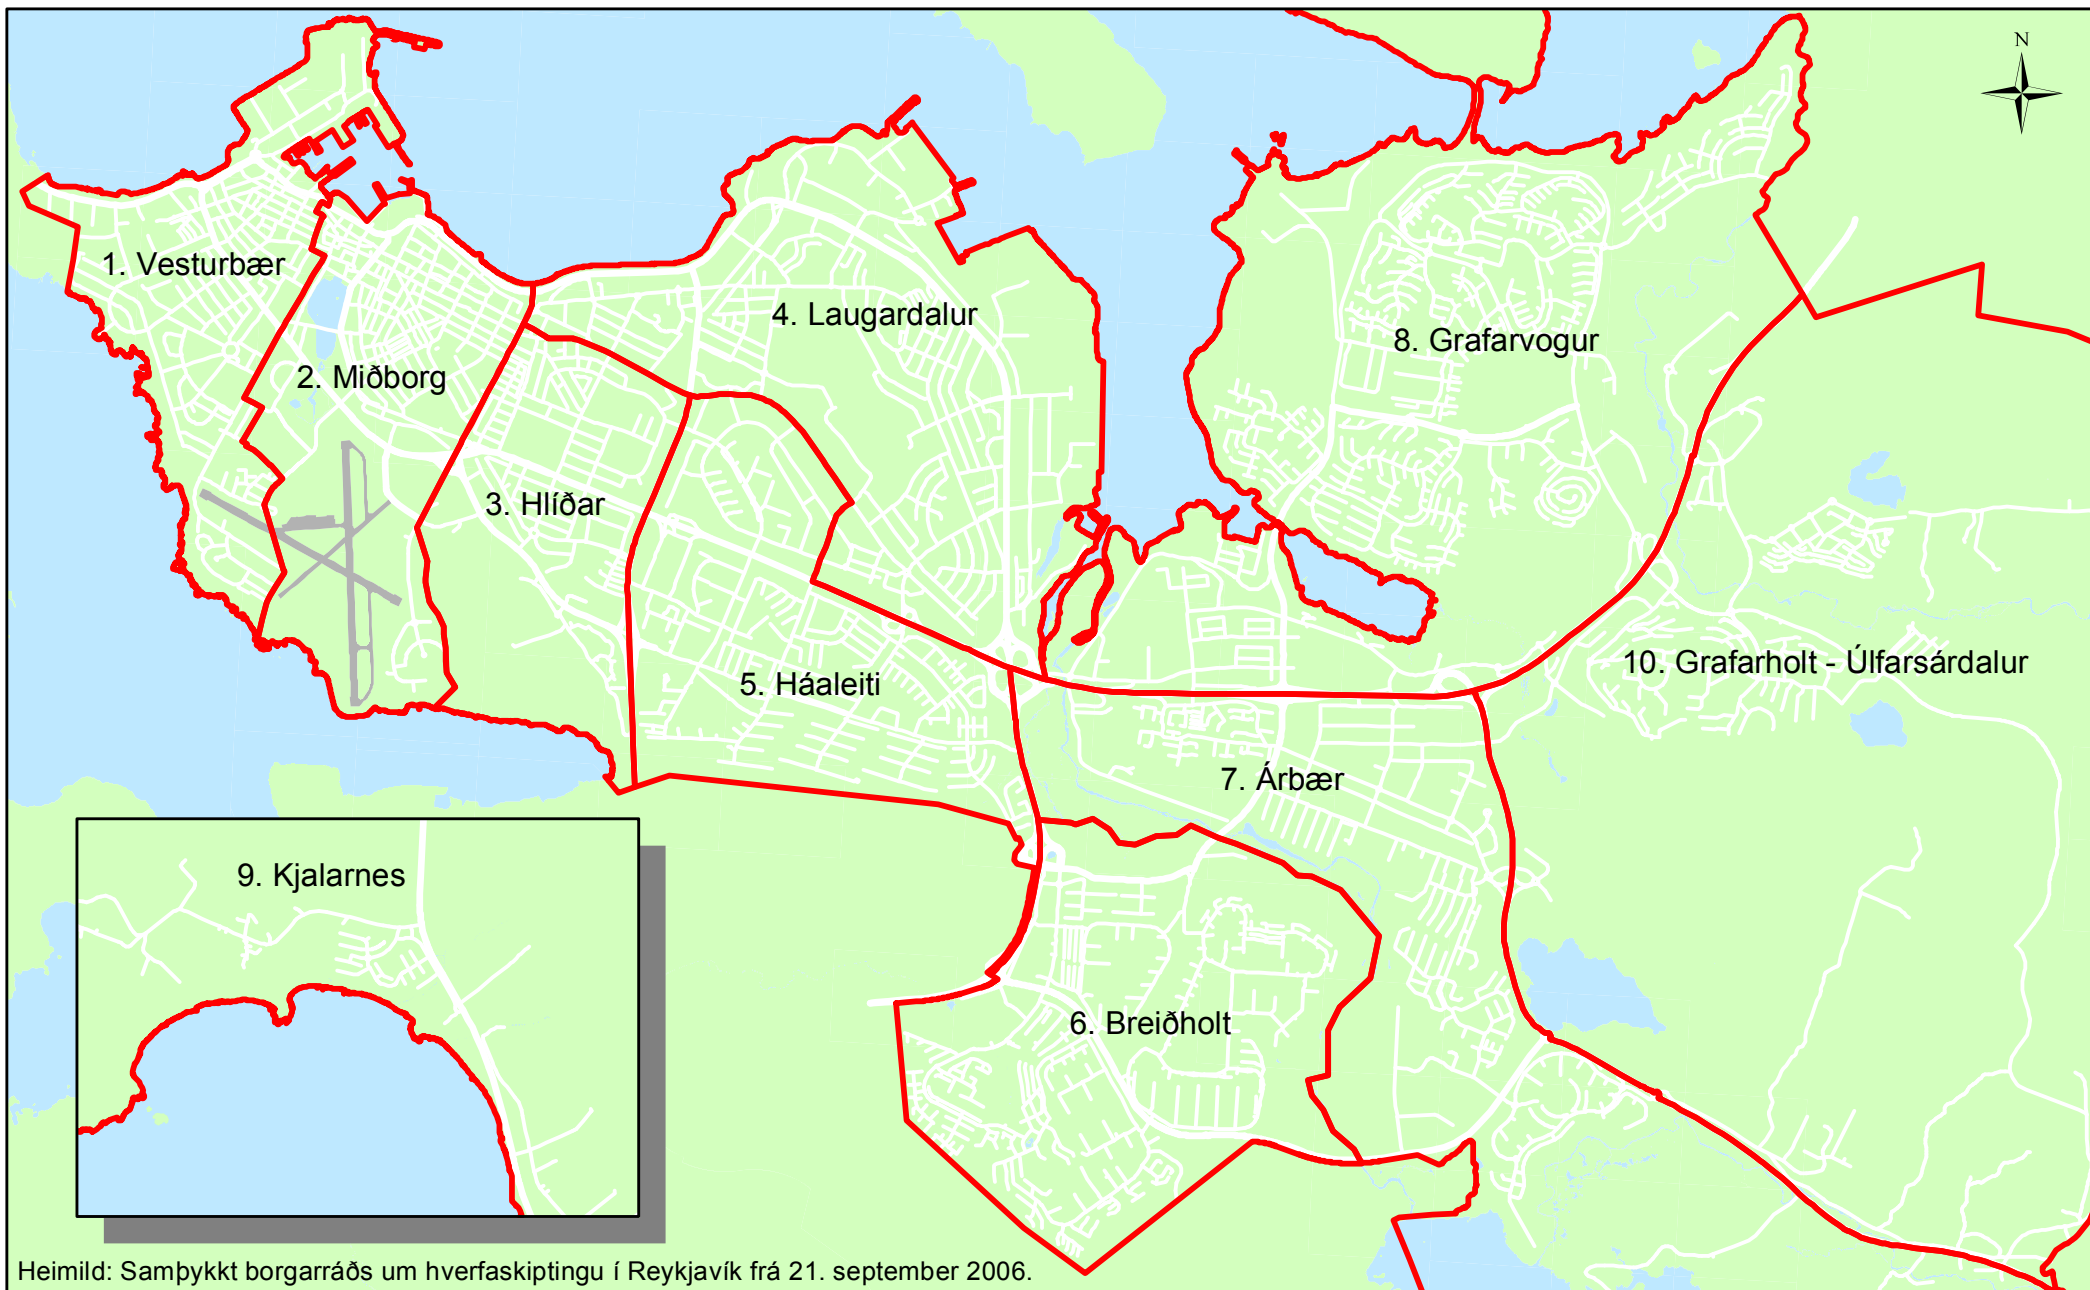 N
1. Vesturbær
2. Miðborg
3. Hlíðar
4. Laugardalur
5. Háaleiti
6. Breiðholt
7. Árbær
8. Grafarvogur
9. Kjalarnes
10. Grafarholt - Úlfarsárdalur
Heimild: Samþykkt borgarráðs um hverfaskiptingu í Reykjavík frá 21. september 2006.